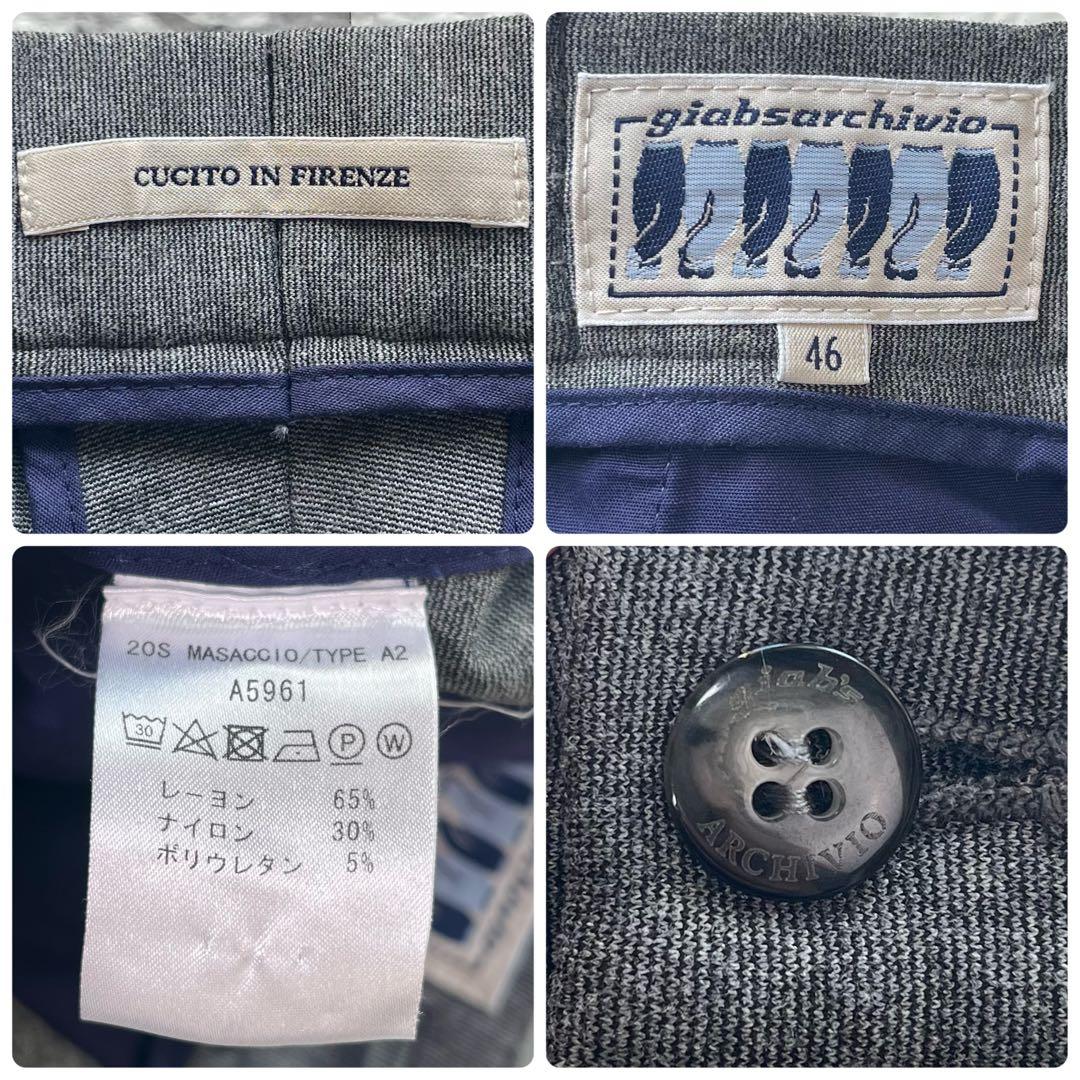 CUCITO IN FIRENZE
giabsarchivio
46
20S MASACCIO/TYPE A2
A5961
30 P W
レーヨン 65%
ナイロン 30%
ポリウレタン 5%
giabsarchivio
giab's
ARCHIVIO